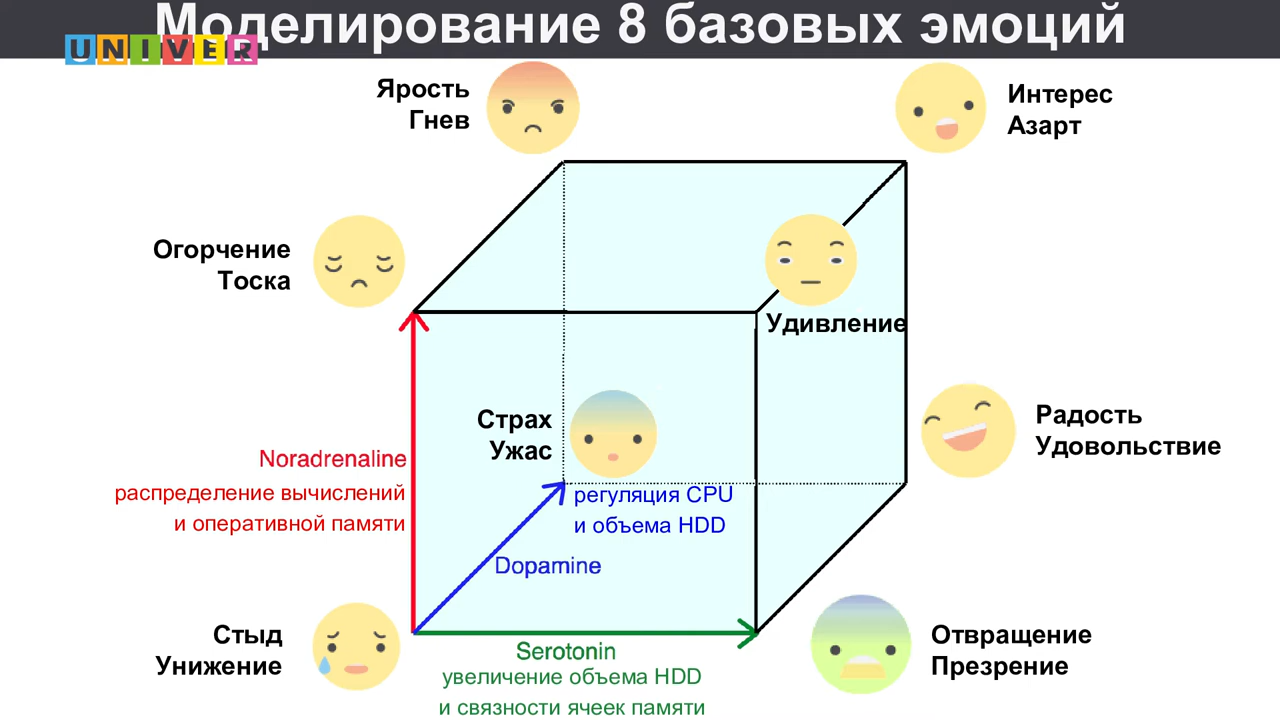 Моделирование 8 базовых эмоций
UNIVER
Ярость
Гнев
Интерес
Азарт
Огорчение
Тоска
Удивление
Страх
Ужас
Радость
Удовольствие
Noradrenaline
распределение вычислений
и оперативной памяти
регуляция CPU
и объема HDD
Dopamine
Стыд
Унижение
Serotonin
увеличение объема HDD
и связности ячеек памяти
Отвращение
Презрение